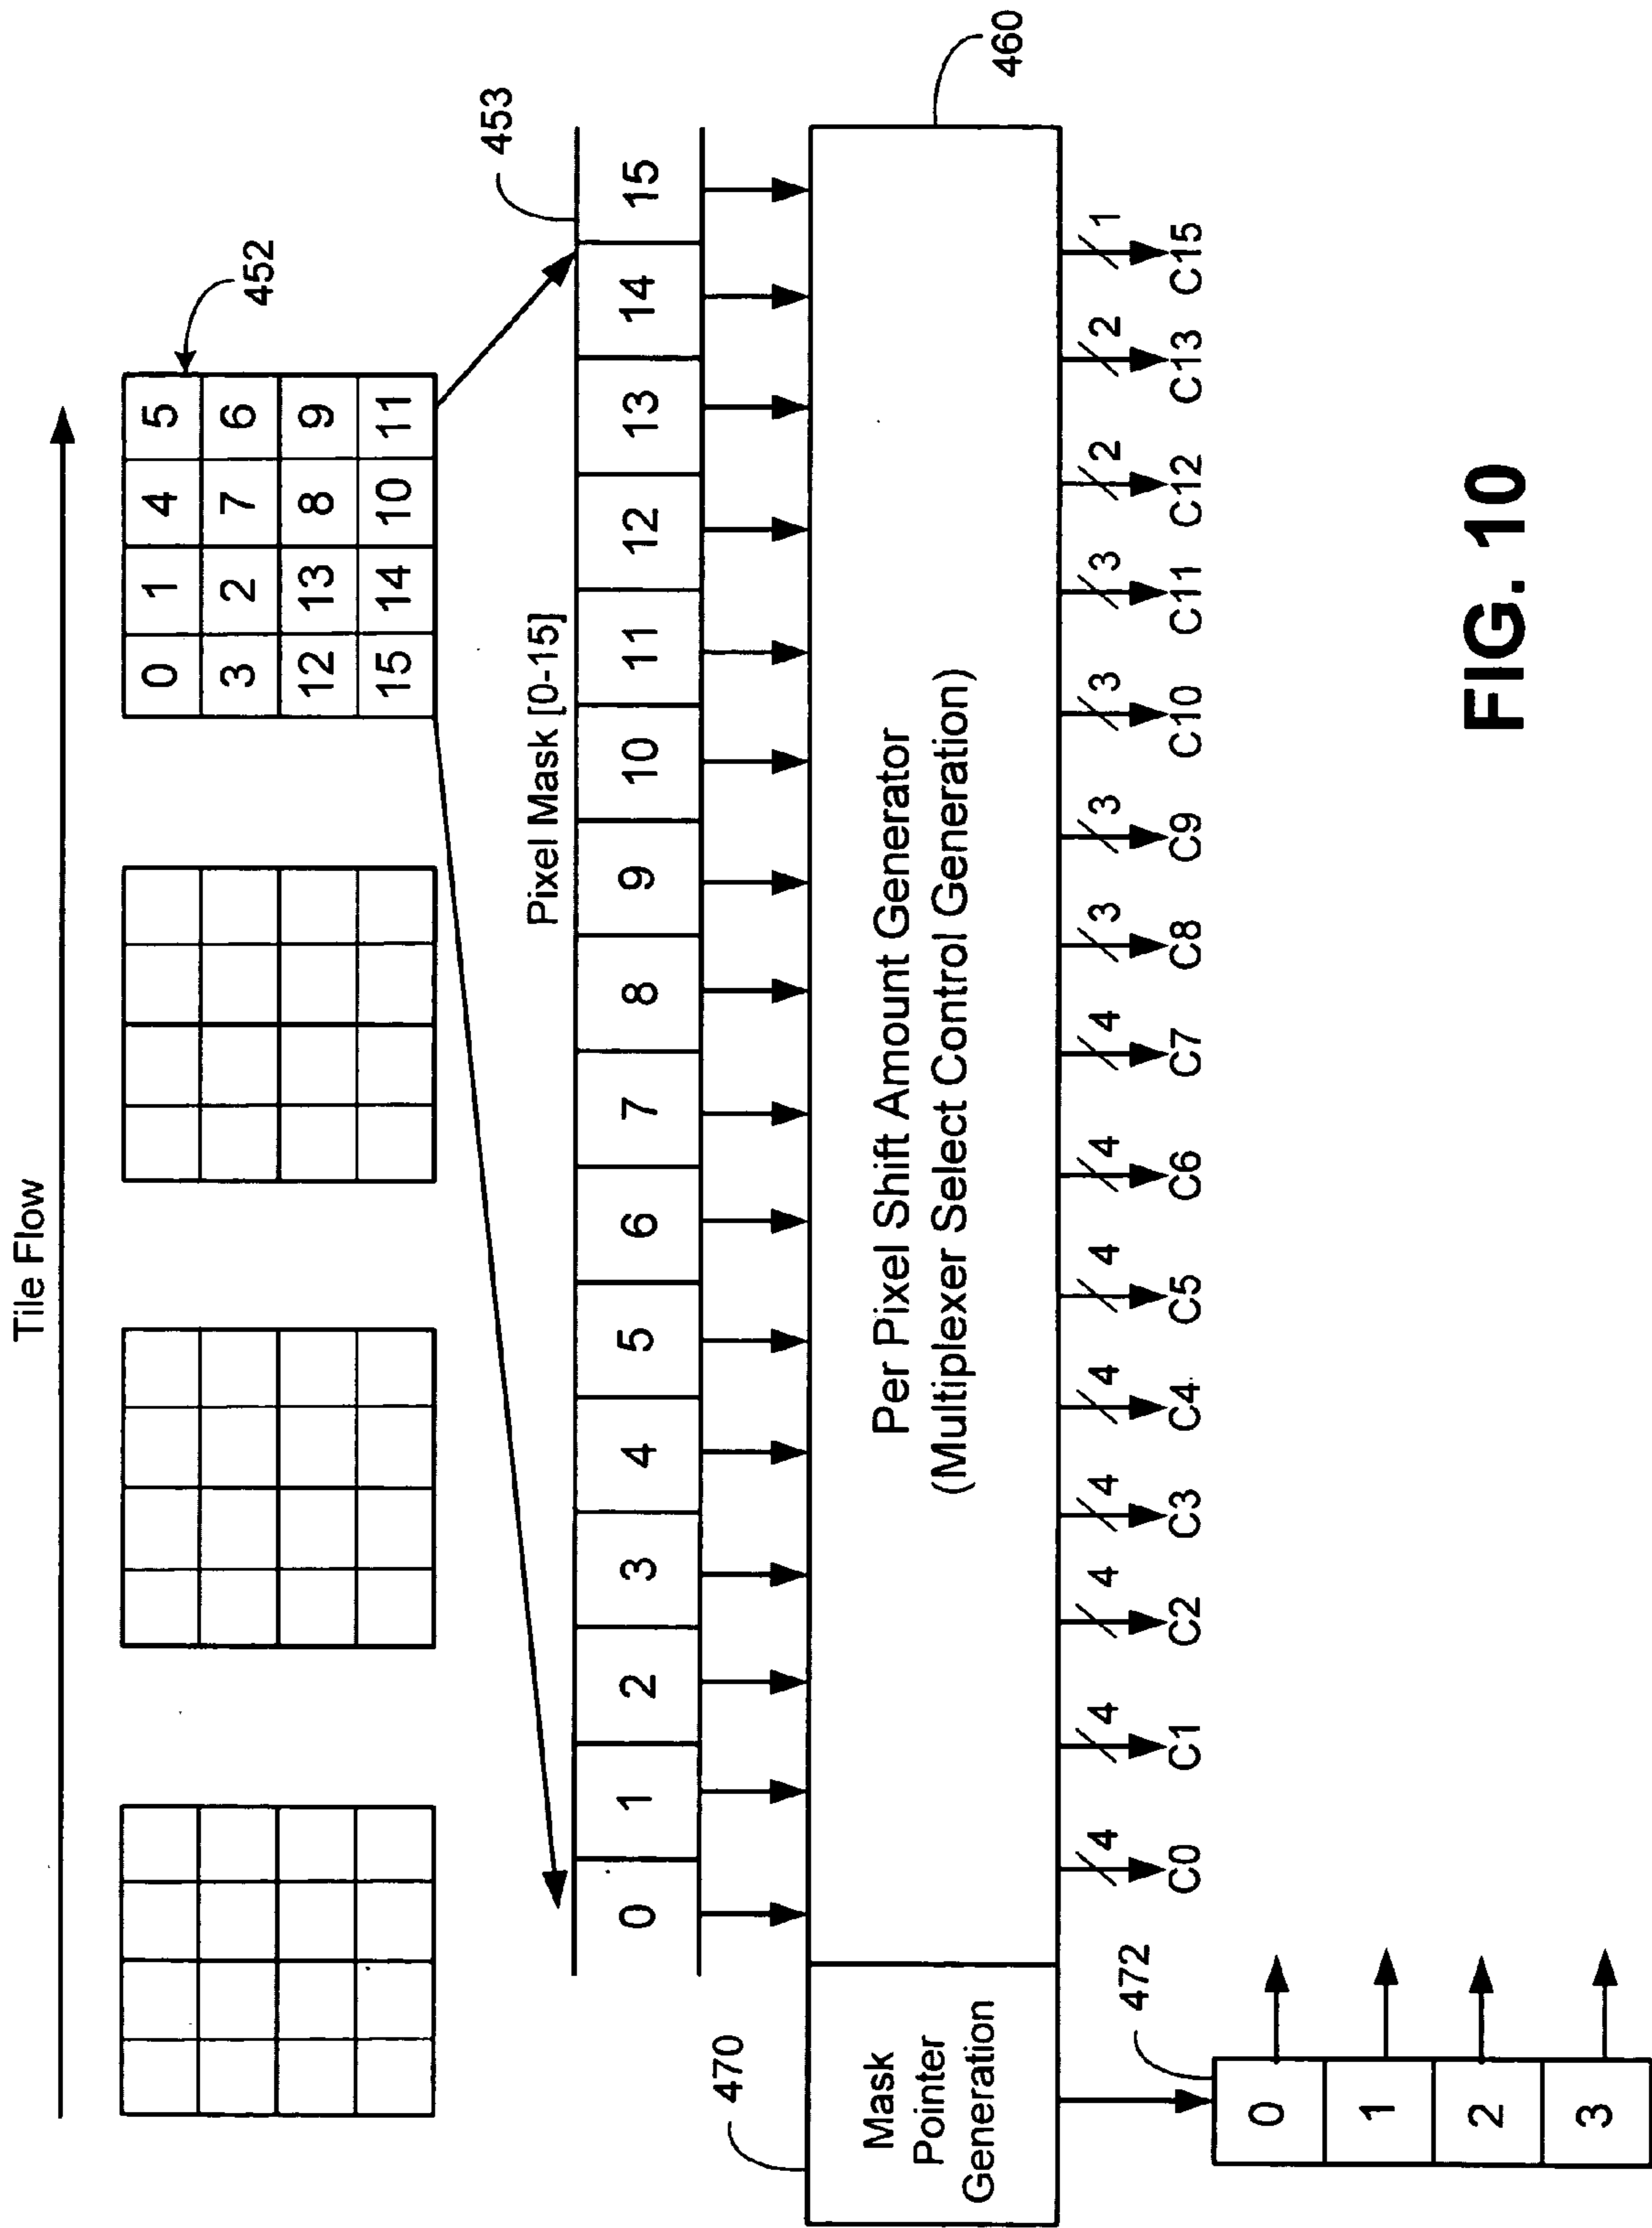 Tile Flow
0 1 4 5
3 2 7 6
12 13 8 9
15 14 10 11
452
Pixel Mask [0-15]
453
0 1 2 3 4 5 6 7 8 9 10 11 12 13 14 15
470
Mask
Pointer
Generation
Per Pixel Shift Amount Generator
(Multiplexer Select Control Generation)
460
4 4 4 4 4 4 4 4 3 3 3 3 2 2 1
C0 C1 C2 C3 C4 C5 C6 C7 C8 C9 C10 C11 C12 C13 C15
472
0
1
2
3
FIG. 10